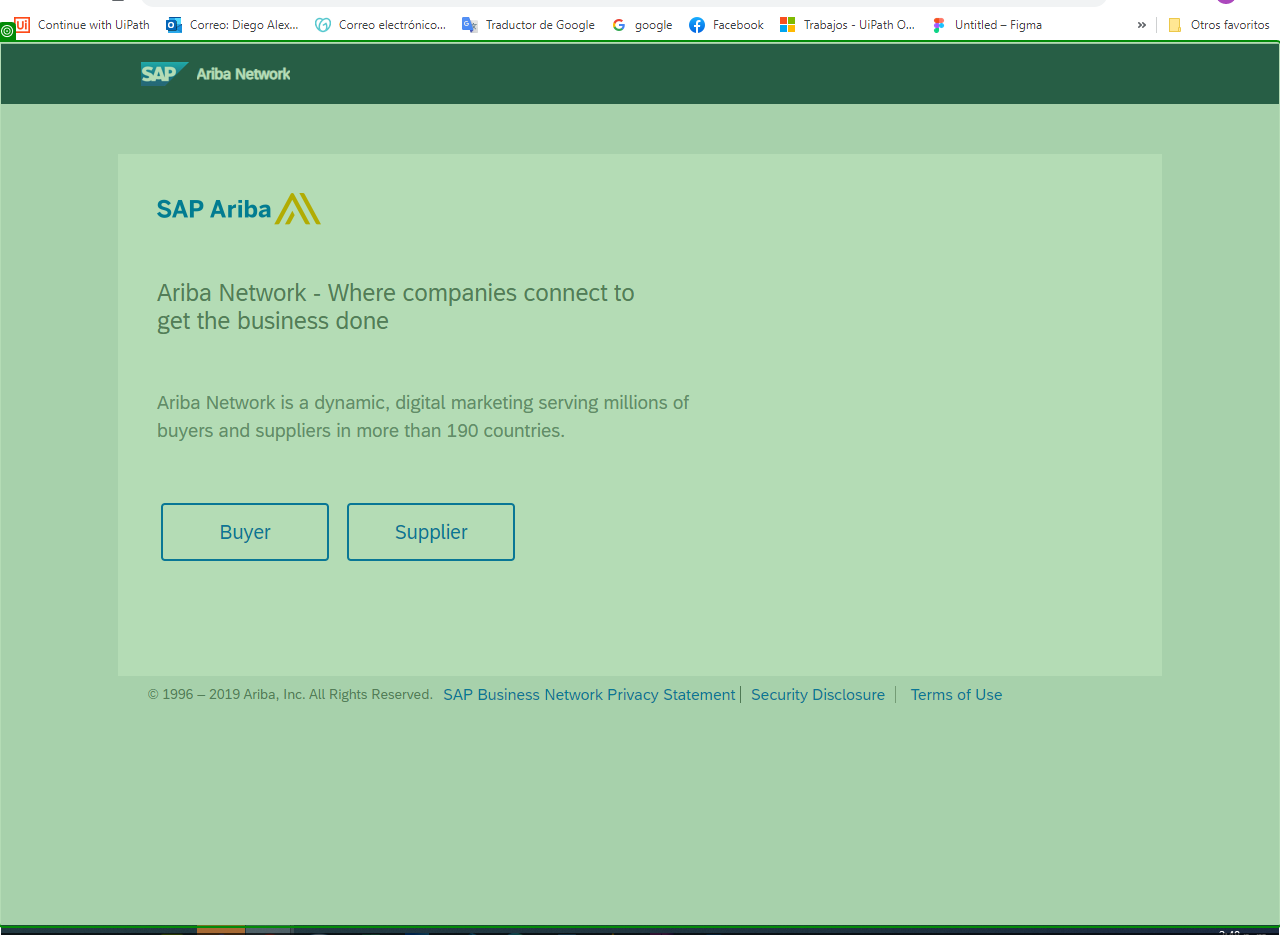 Ui Continue with UiPath Correo: Diego Alex... Correo electrónico... Traductor de Google google Facebook Trabajos - UiPath O... Untitled – Figma » Otros favoritos
SAP Ariba Network
SAP Ariba
Ariba Network - Where companies connect to
get the business done
Ariba Network is a dynamic, digital marketing serving millions of
buyers and suppliers in more than 190 countries.
Buyer Supplier
© 1996 – 2019 Ariba, Inc. All Rights Reserved. SAP Business Network Privacy Statement | Security Disclosure | Terms of Use